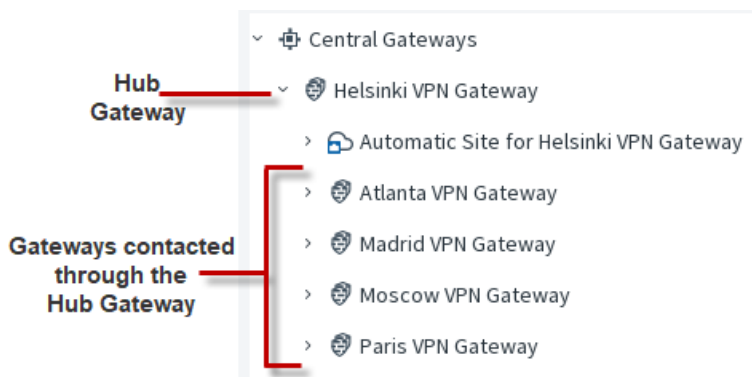 Central Gateways
Hub
Gateway
Helsinki VPN Gateway
Automatic Site for Helsinki VPN Gateway
Atlanta VPN Gateway
Gateways contacted
through the
Hub Gateway
Madrid VPN Gateway
Moscow VPN Gateway
Paris VPN Gateway